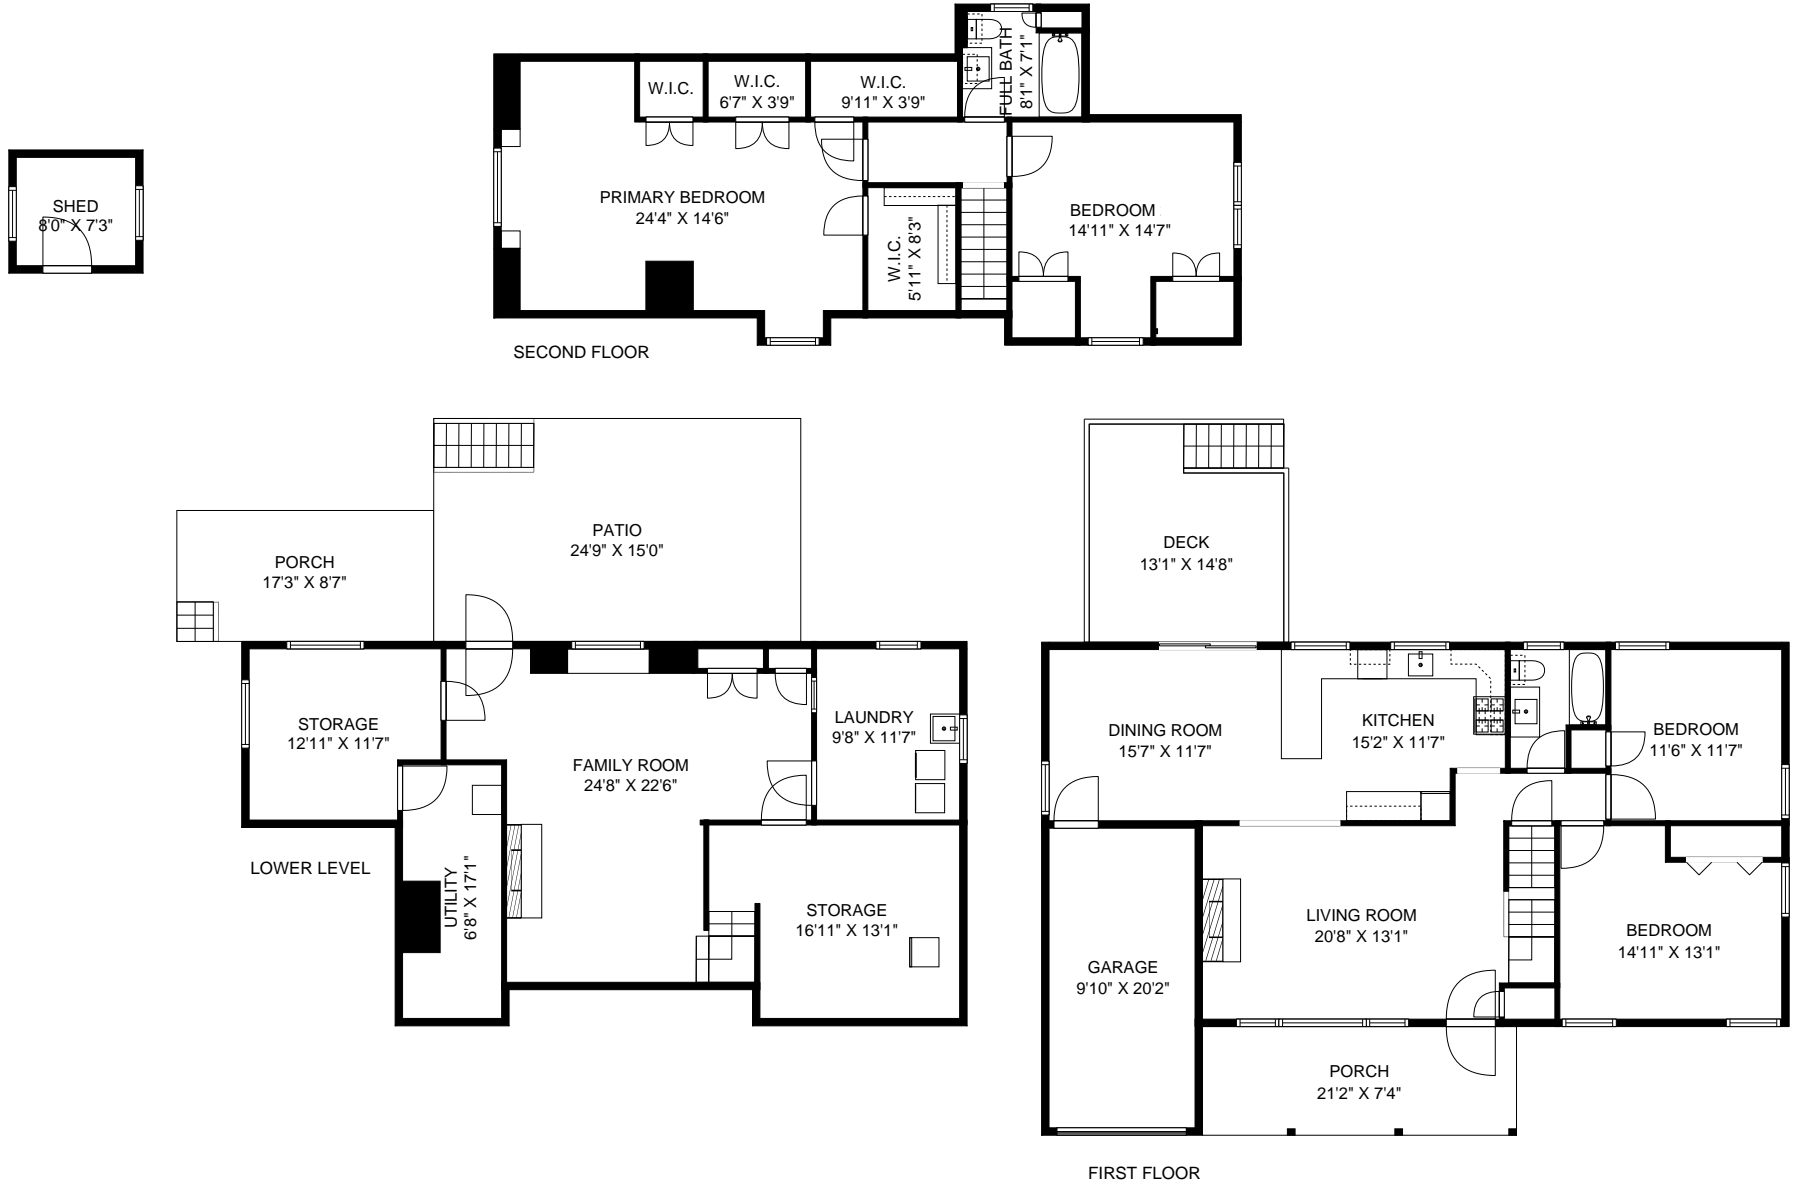 FULL BATH
8'1" X 7'1"
W.I.C.
W.I.C.
6'7" X 3'9"
W.I.C.
9'11" X 3'9"
PRIMARY BEDROOM
24'4" X 14'6"
W.I.C.
5'11" X 8'3"
BEDROOM
14'11" X 14'7"
SECOND FLOOR
SHED
8'0" X 7'3"
PATIO
24'9" X 15'0"
PORCH
17'3" X 8'7"
STORAGE
12'11" X 11'7"
FAMILY ROOM
24'8" X 22'6"
LAUNDRY
9'8" X 11'7"
UTILITY
6'8" X 17'1"
STORAGE
16'11" X 13'1"
LOWER LEVEL
DECK
13'1" X 14'8"
DINING ROOM
15'7" X 11'7"
KITCHEN
15'2" X 11'7"
BEDROOM
11'6" X 11'7"
LIVING ROOM
20'8" X 13'1"
BEDROOM
14'11" X 13'1"
GARAGE
9'10" X 20'2"
PORCH
21'2" X 7'4"
FIRST FLOOR